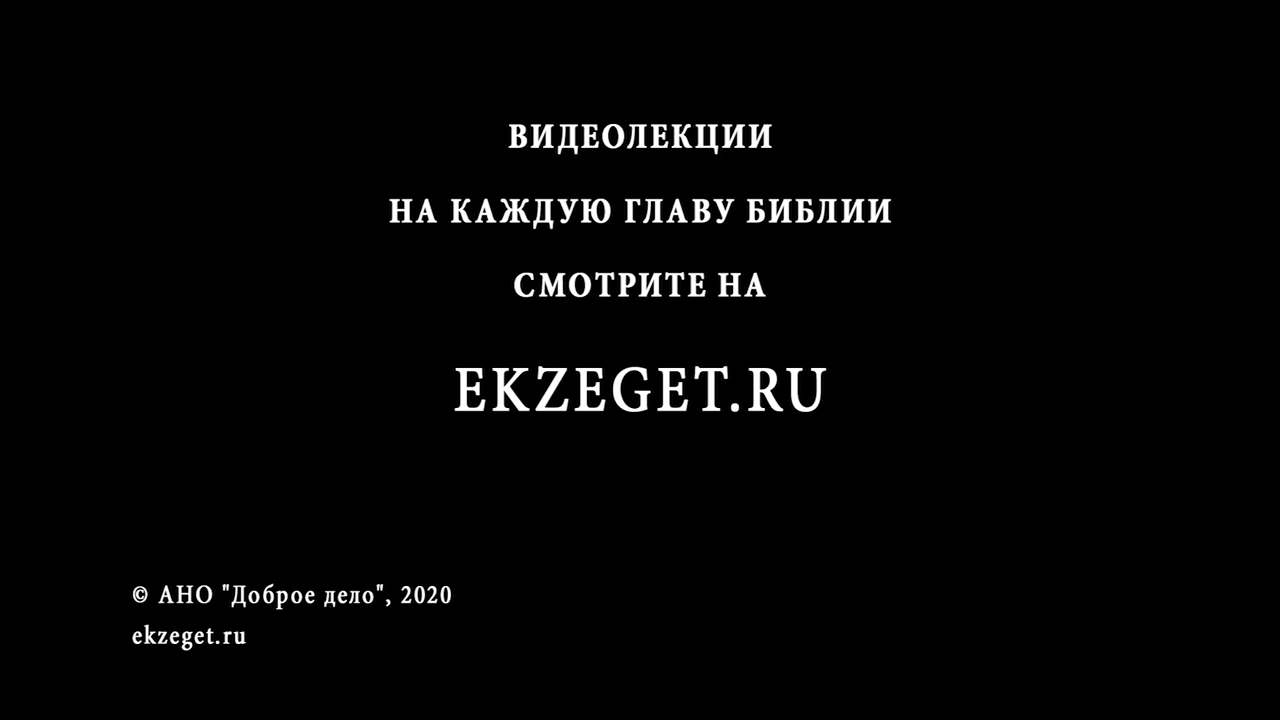 ВИДЕОЛЕКЦИИ
НА КАЖДУЮ ГЛАВУ БИБЛИИ
СМОТРИТЕ НА
EKZEGET.RU
© АНО "Доброе дело", 2020
ekzeget.ru